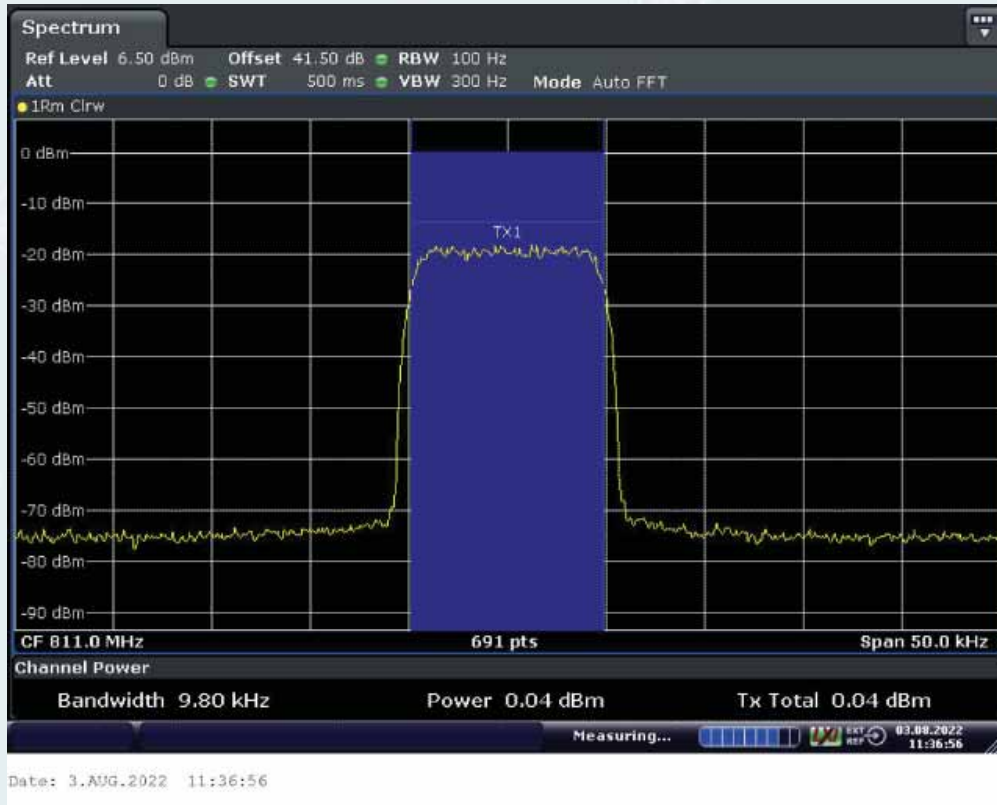 Spectrum
Ref Level 6.50 dBm Offset 41.50 dB RBW 100 Hz
Att 0 dB SWT 500 ms VBW 300 Hz Mode Auto FFT
1Rm Clrw
0 dBm
-10 dBm
TX1
-20 dBm
-30 dBm
-40 dBm
-50 dBm
-60 dBm
-70 dBm
-80 dBm
-90 dBm
CF 811.0 MHz 691 pts Span 50.0 kHz
Channel Power
Bandwidth 9.80 kHz Power 0.04 dBm Tx Total 0.04 dBm
Measuring... EXT REF 03.08.2022
11:36:56
Date: 3.AUG.2022 11:36:56